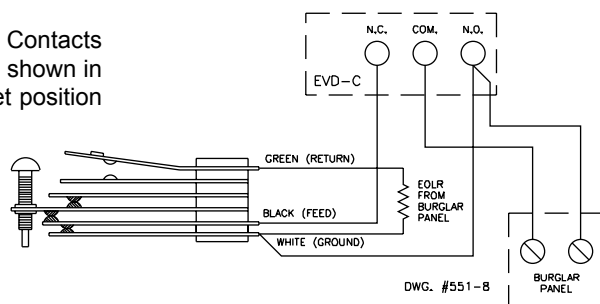 Contacts
shown in
et position
N.C. COM. N.O.
EVD-C
GREEN (RETURN)
EOLR
FROM
BURGLAR
PANEL
BLACK (FEED)
WHITE (GROUND)
DWG. #551-8
BURGLAR
PANEL